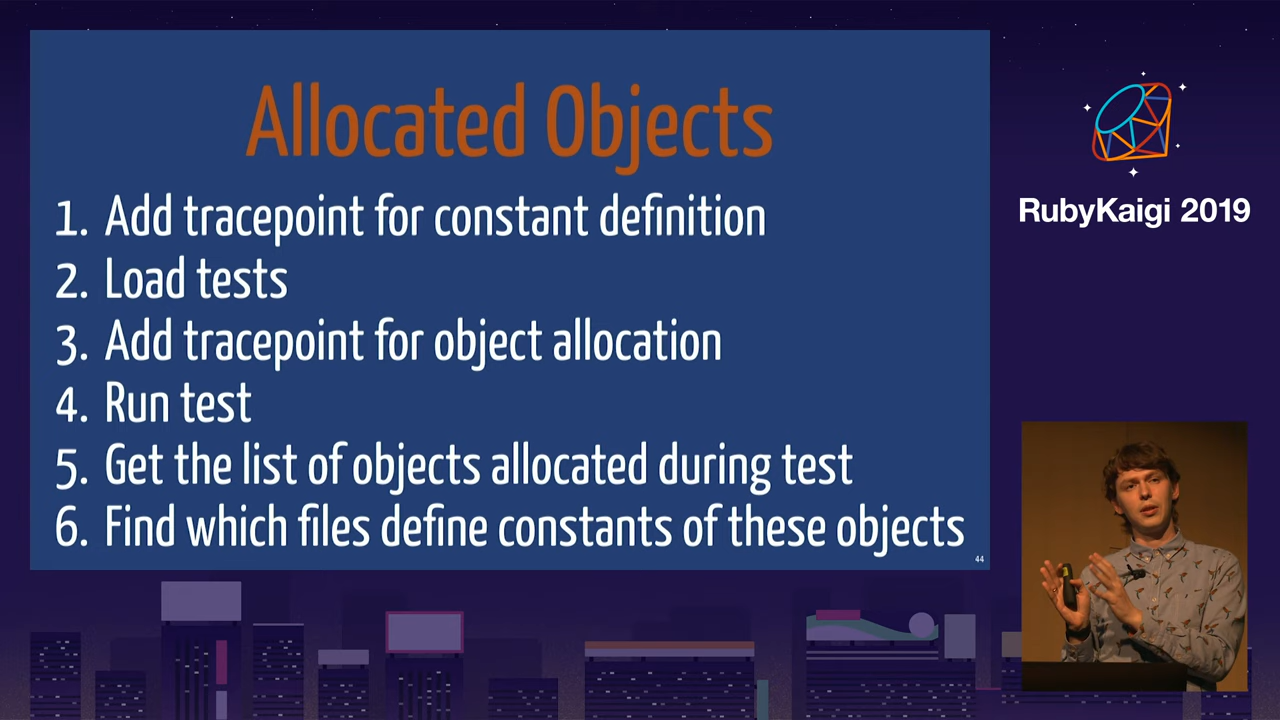 Allocated Objects
1. Add tracepoint for constant definition
2. Load tests
3. Add tracepoint for object allocation
4. Run test
5. Get the list of objects allocated during test
6. Find which files define constants of these objects
44
RubyKaigi 2019